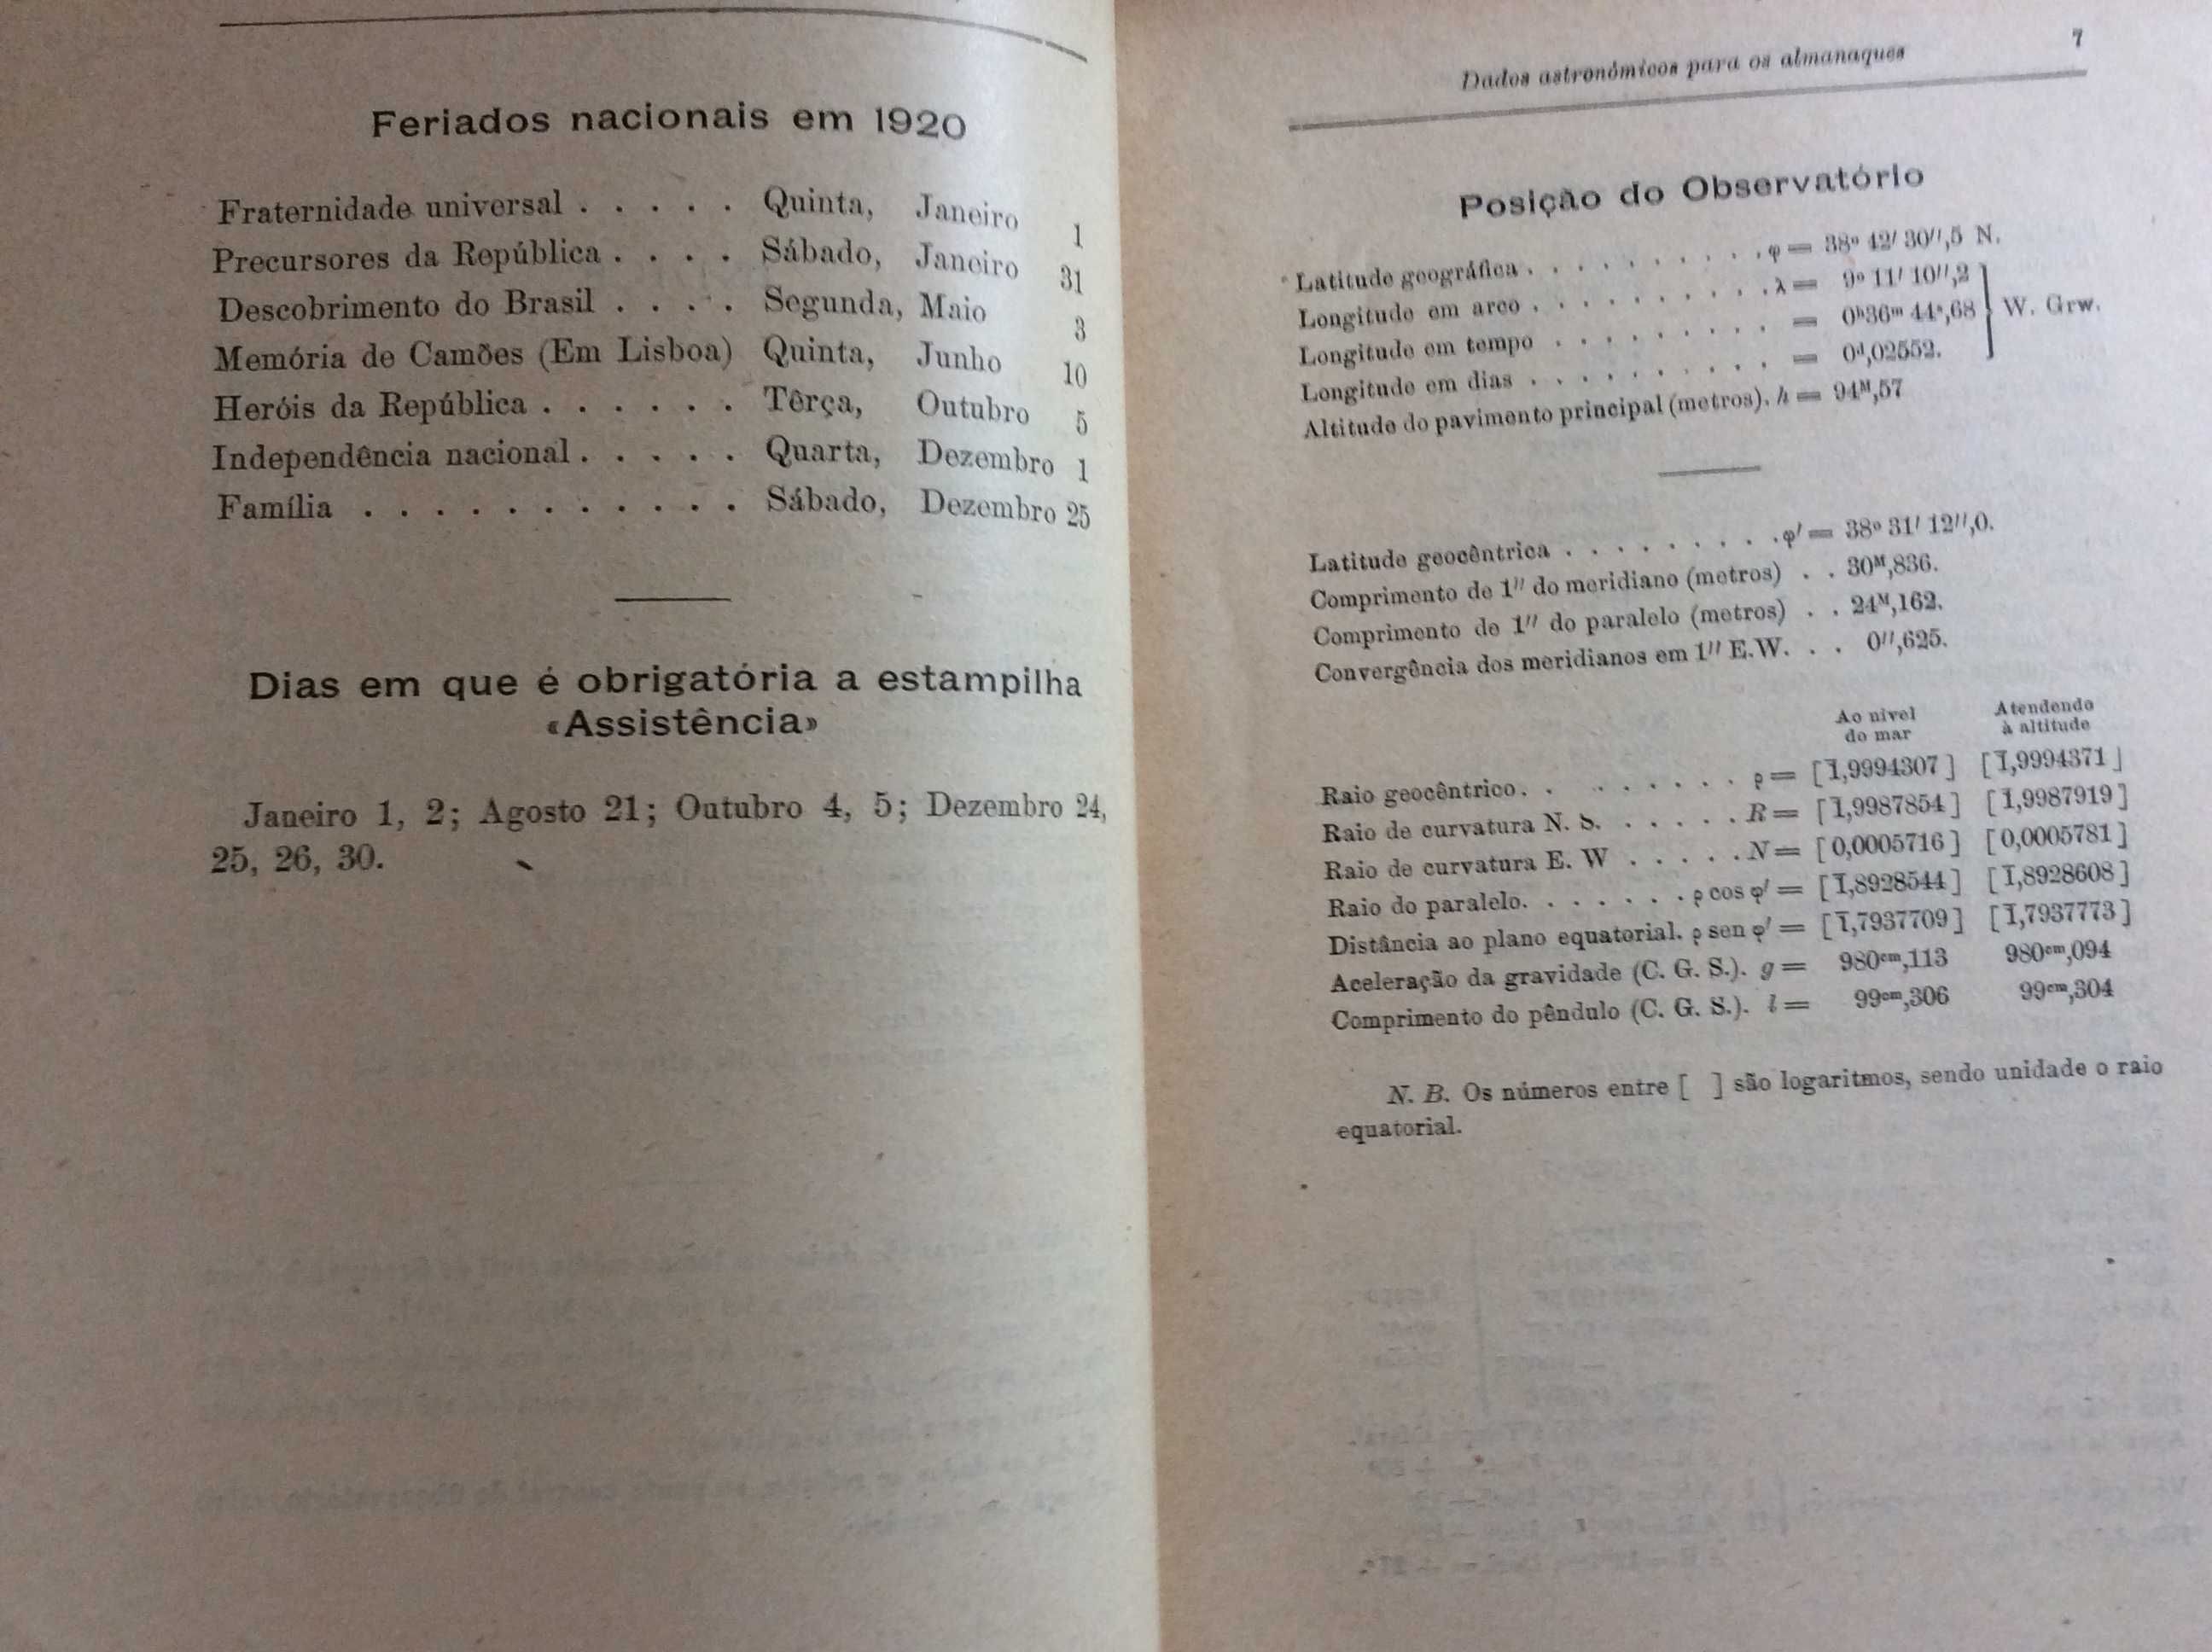 Feriados nacionais em 1920
Fraternidade universal . . . . . Quinta, Janeiro 1
Precursores da República . . . . Sábado, Janeiro 31
Descobrimento do Brasil . . . . Segunda, Maio 3
Memória de Camões (Em Lisboa) Quinta, Junho 10
Heróis da República . . . . . . Têrça, Outubro 5
Independência nacional . . . . . Quarta, Dezembro 1
Família . . . . . . . . . . . Sábado, Dezembro 25
Dias em que é obrigatória a estampilha
«Assistência»
Janeiro 1, 2; Agosto 21; Outubro 4, 5; Dezembro 24,
25, 26, 30.
Dados astronómicos para os almanaques 7
Posição do Observatório
Latitude geográfica . . . . . . . . . . φ = 38º 42′ 30″,5 N.
Longitude em arco . . . . . . . . . . λ = 9º 11′ 10″,2
Longitude em tempo . . . . . . . . . = 0ʰ36ᵐ 44ˢ,68 } W. Grw.
Longitude em dias . . . . . . . . . . = 0ᵈ,02552.
Altitude do pavimento principal (metros). h = 94ᴹ,57
Latitude geocêntrica . . . . . . . . . φ′ = 38º 31′ 12″,0.
Comprimento de 1″ do meridiano (metros) . . 30ᴹ,836.
Comprimento de 1″ do paralelo (metros) . . 24ᴹ,162.
Convergência dos meridianos em 1″ E.W. . . 0″,625.
Ao nivel Atendendo
do mar à altitude
Raio geocêntrico. . . . . . . . ρ = [1̅,9994307] [1̅,9994371]
Raio de curvatura N. S. . . . . . R = [1̅,9987854] [1̅,9987919]
Raio de curvatura E. W . . . . . N = [0,0005716] [0,0005781]
Raio do paralelo. . . . . . . ρ cos φ′ = [1̅,8928544] [1̅,8928608]
Distância ao plano equatorial. ρ sen φ′ = [1̅,7937709] [1̅,7937773]
Aceleração da gravidade (C. G. S.). g = 980ᶜᵐ,113 980ᶜᵐ,094
Comprimento do pêndulo (C. G. S.). l = 99ᶜᵐ,306 99ᶜᵐ,304
N. B. Os números entre [ ] são logaritmos, sendo unidade o raio
equatorial.